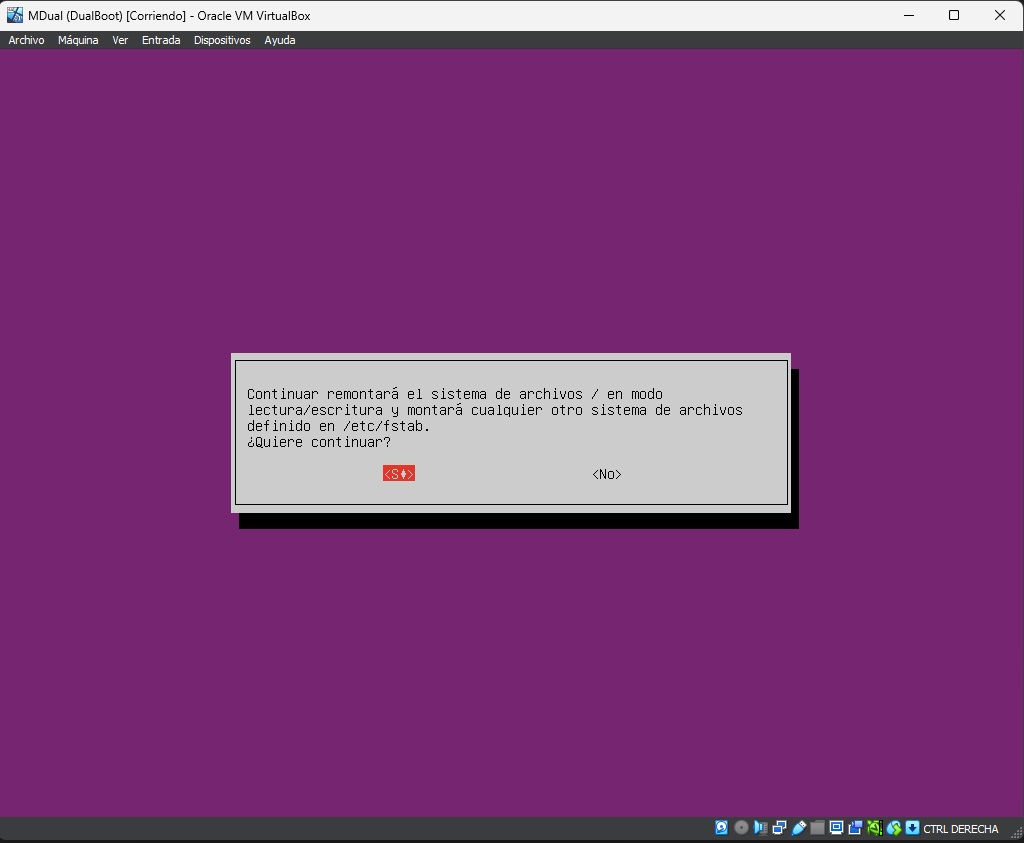 MDual (DualBoot) [Corriendo] - Oracle VM VirtualBox
Archivo Máquina Ver Entrada Dispositivos Ayuda
Continuar remontará el sistema de archivos / en modo
lectura/escritura y montará cualquier otro sistema de archivos
definido en /etc/fstab.
¿Quiere continuar?
<S♦> <No>
CTRL DERECHA